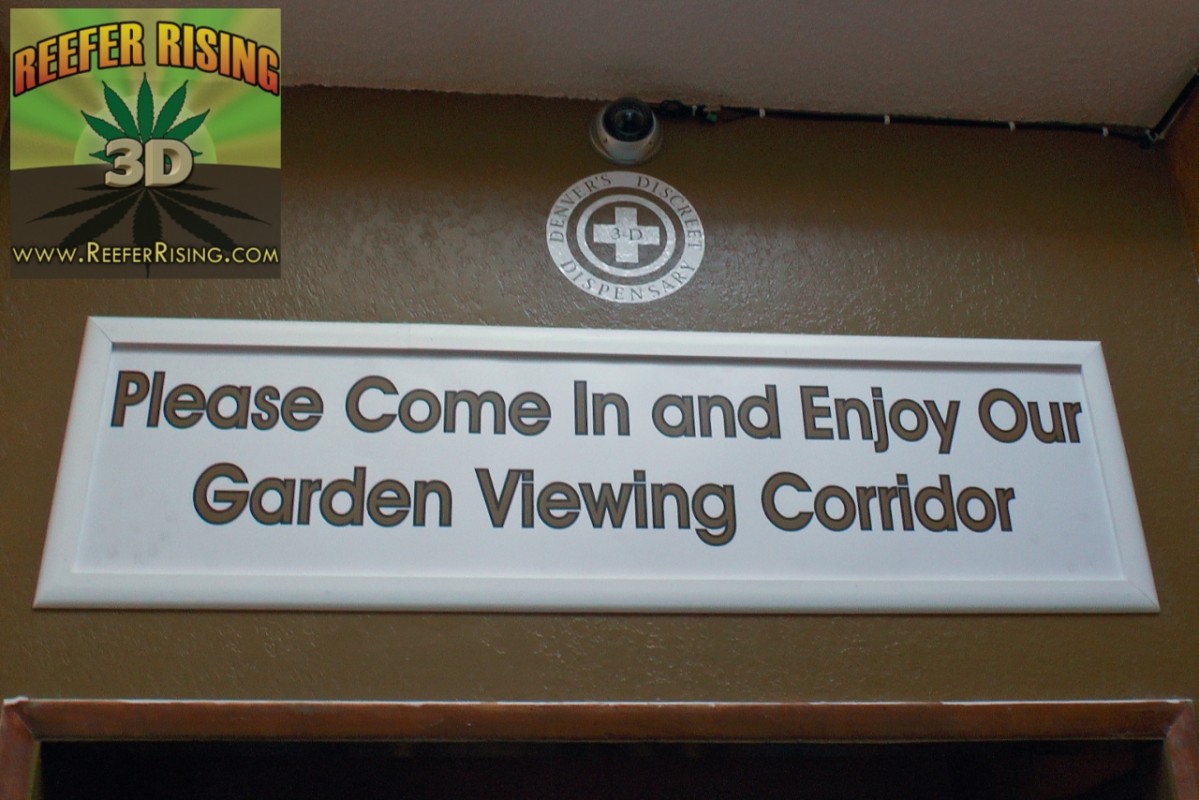 REEFER RISING
3D
WWW.REEFERRISING.COM
DENVER'S DISCREET
3-D
DISPENSARY
Please Come In and Enjoy Our
Garden Viewing Corridor